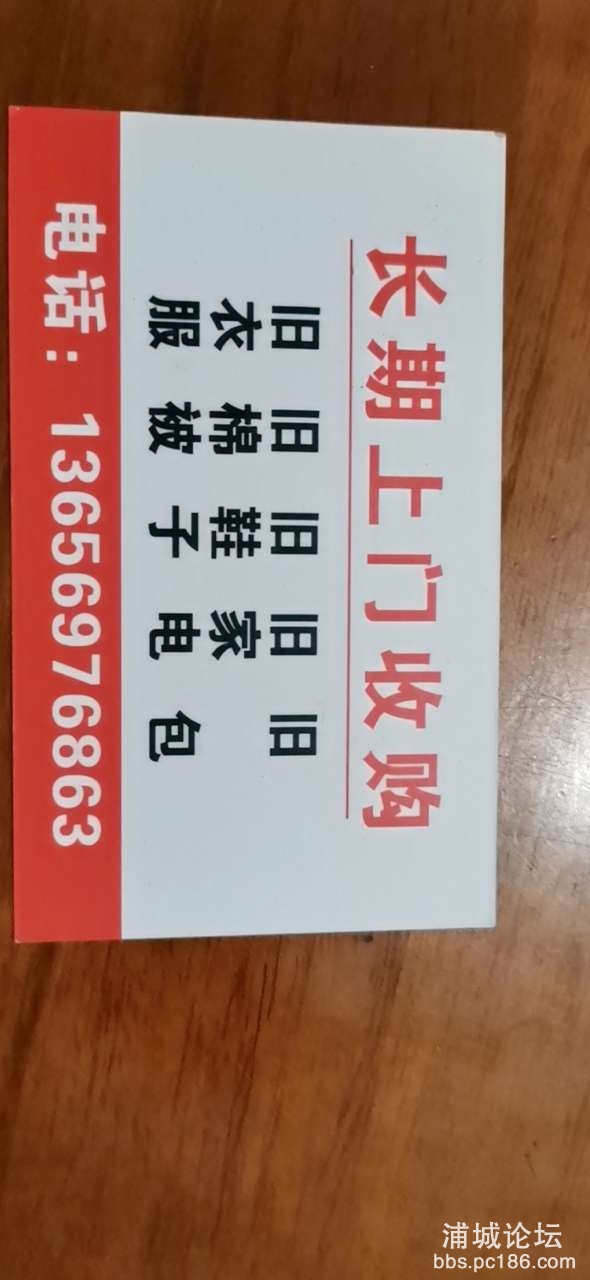 长期上门收购
旧衣服
旧棉被
旧鞋子
旧家电
旧包
电话：13656976863
浦城论坛
bbs.pc186.com